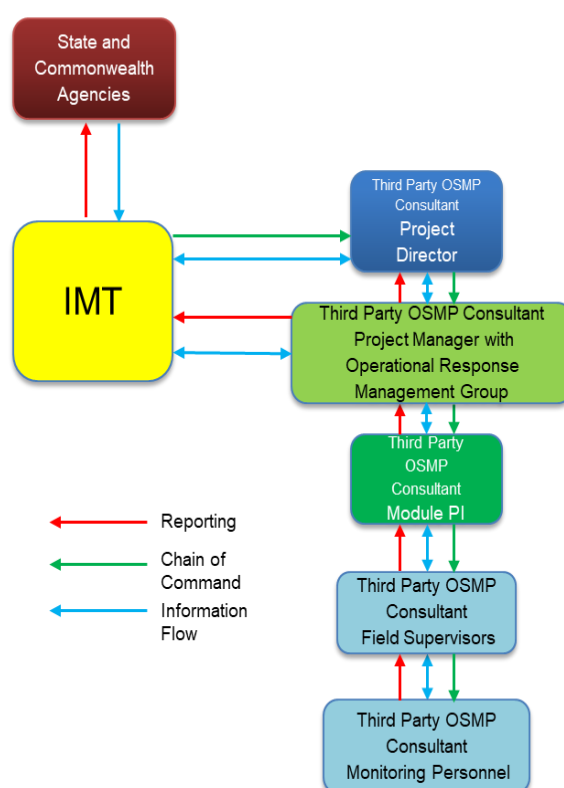 State and
Commonwealth
Agencies
Third Party OSMP
Consultant
Project
Director
IMT
Third Party OSMP Consultant
Project Manager with
Operational Response
Management Group
Third Party
OSMP
Consultant
Module PI
Reporting
Chain of
Command
Information
Flow
Third Party OSMP
Consultant
Field Supervisors
Third Party OSMP
Consultant
Monitoring Personnel